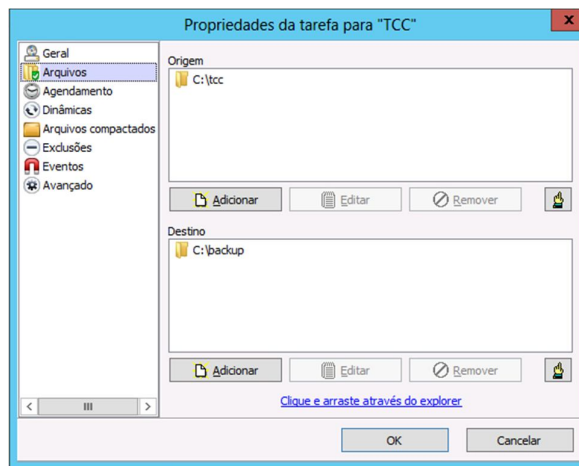 Propriedades da tarefa para "TCC"
x
Geral
Arquivos
Agendamento
Dinâmicas
Arquivos compactados
Exclusões
Eventos
Avançado
Origem
C:\tcc
Adicionar
Editar
Remover
Destino
C:\backup
Adicionar
Editar
Remover
Clique e arraste através do explorer
OK
Cancelar